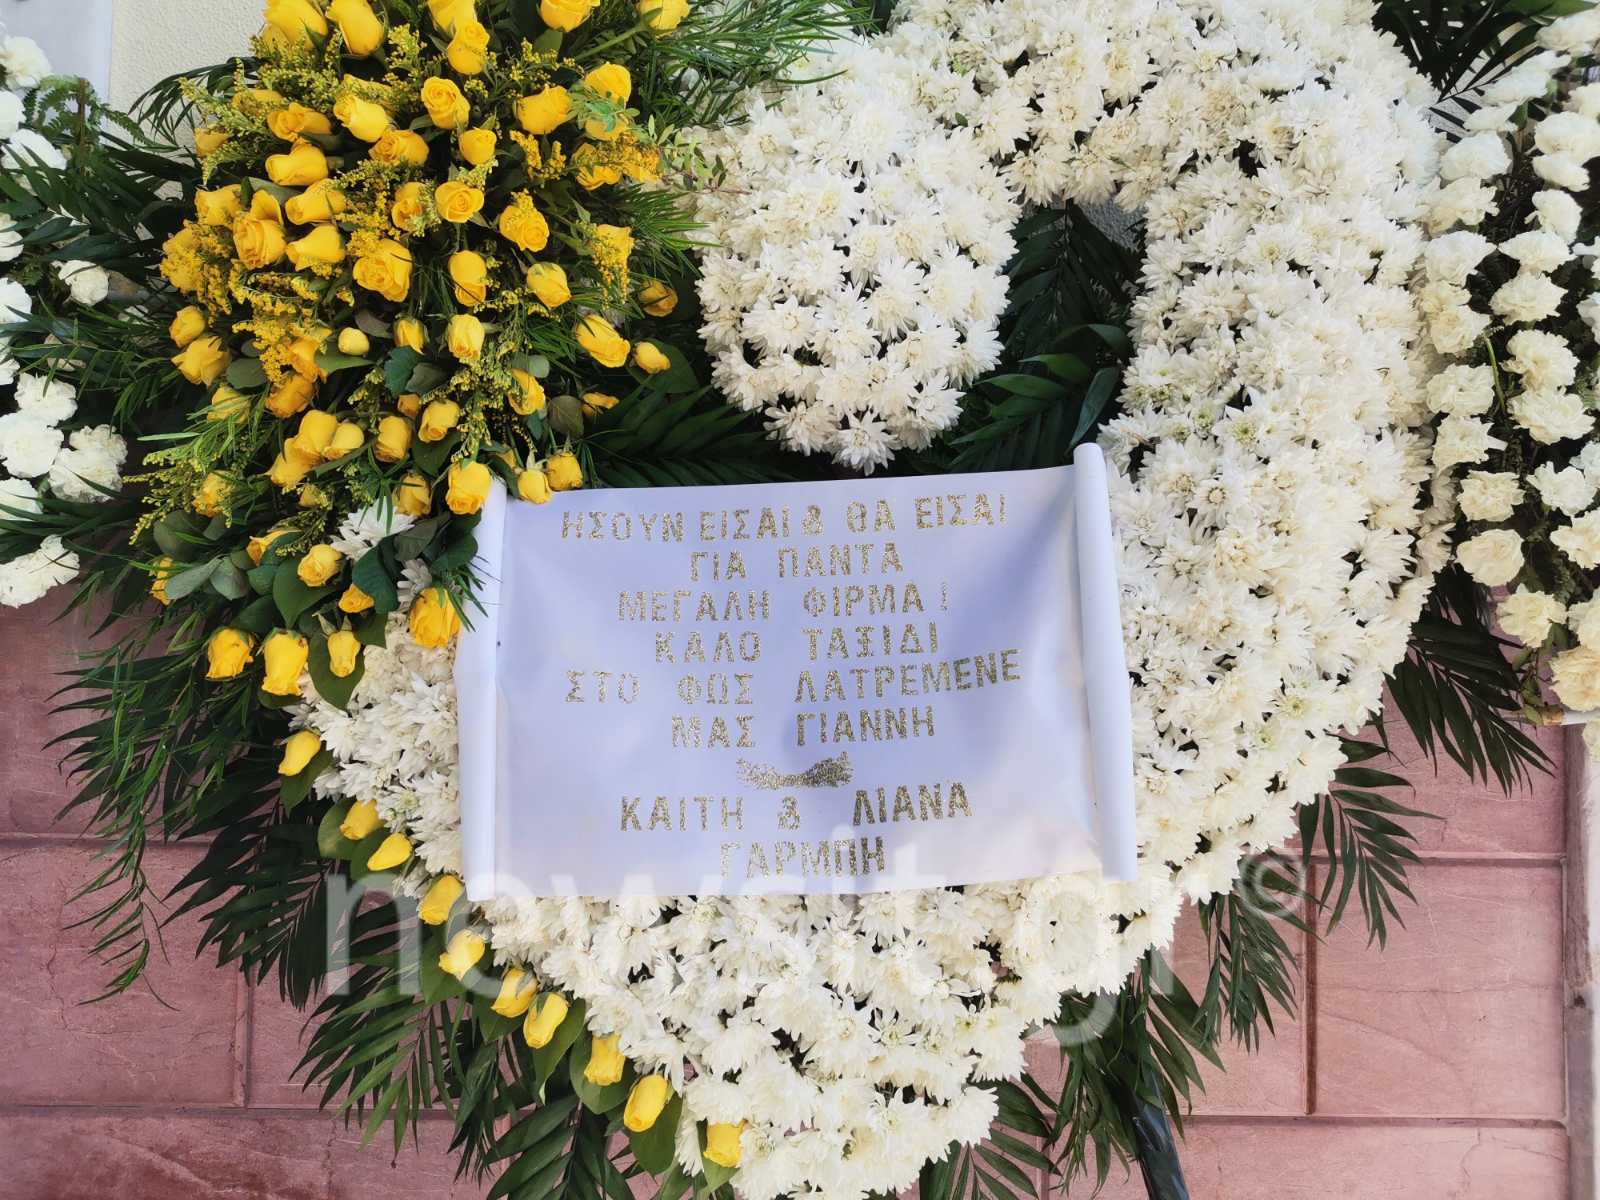 ΗΣΟΥΝ ΕΙΣΑΙ & ΘΑ ΕΙΣΑΙ
ΓΙΑ ΠΑΝΤΑ
ΜΕΓΑΛΗ ΦΙΡΜΑ!
ΚΑΛΟ ΤΑΞΙΔΙ
ΣΤΟ ΦΩΣ ΛΑΤΡΕΜΕΝΕ
ΜΑΣ ΓΙΑΝΝΗ
ΚΑΙΤΗ & ΛΙΑΝΑ
ΓΑΡΜΠΗ
newsit.gr©